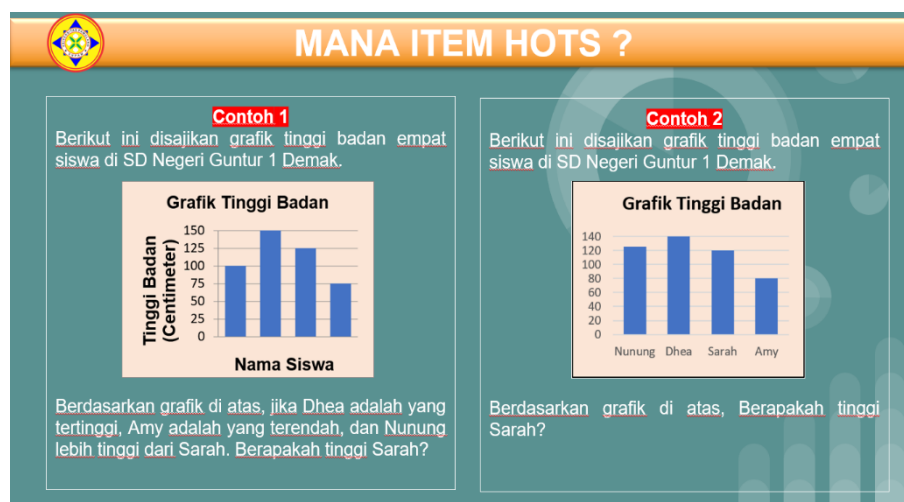 MANA ITEM HOTS ?
Contoh 1
Berikut ini disajikan grafik tinggi badan empat
siswa di SD Negeri Guntur 1 Demak.
Grafik Tinggi Badan
Tinggi Badan
(Centimeter)
150
125
100
75
50
25
0
Nama Siswa
Berdasarkan grafik di atas, jika Dhea adalah yang
tertinggi, Amy adalah yang terendah, dan Nunung
lebih tinggi dari Sarah. Berapakah tinggi Sarah?
Contoh 2
Berikut ini disajikan grafik tinggi badan empat
siswa di SD Negeri Guntur 1 Demak.
Grafik Tinggi Badan
140
120
100
80
60
40
20
0
Nunung Dhea Sarah Amy
Berdasarkan grafik di atas, Berapakah tinggi
Sarah?